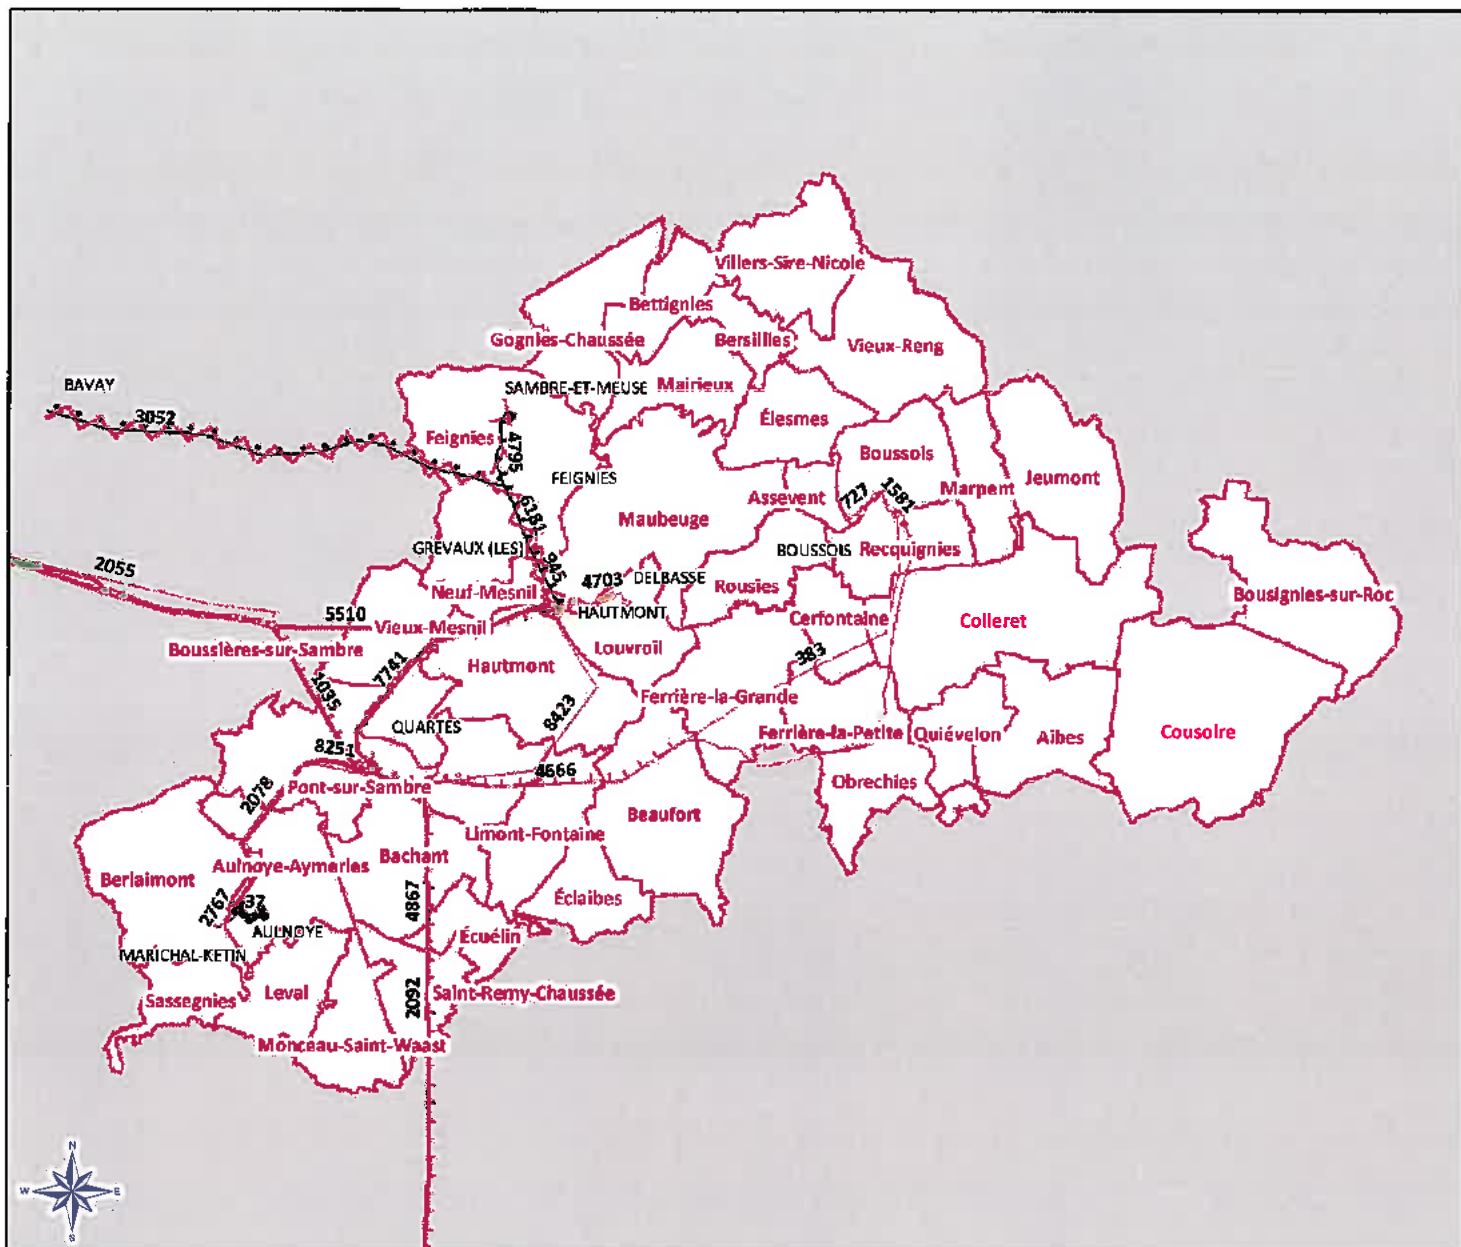 Villers-Sire-Nicole
Bettignies
Gognies-Chaussée
Bersillies
Vieux-Reng
BAVAY
SAMBRE-ET-MEUSE
Mairieux
3052
Élesmes
Feignies
4795
Boussois
FEIGNIES
Assevent
727
1581
Marpent
Jeumont
6181
Maubeuge
GREVAUX (LES)
BOUSSOIS
Recquignies
945
2055
4703
DELBASSE
Neuf-Mesnil
Rousies
HAUTMONT
Bousignies-sur-Roc
5510
Vieux-Mesnil
Cerfontaine
Colleret
Boussières-sur-Sambre
Louvroil
383
7741
Hautmont
1035
Ferrière-la-Grande
8423
QUARTES
Ferrière-la-Petite
Quiévelon
Aibes
Cousolre
8251
4666
Pont-sur-Sambre
Obrechies
2078
Beaufort
Limont-Fontaine
Bachant
Aulnoye-Aymeries
Berlaimont
4867
Éclaibes
2767
37
AULNOYE
Écuélin
MARICHAL-KETIN
Leval
2092
Saint-Remy-Chaussée
Sassegnies
Monceau-Saint-Waast
N
W
E
S